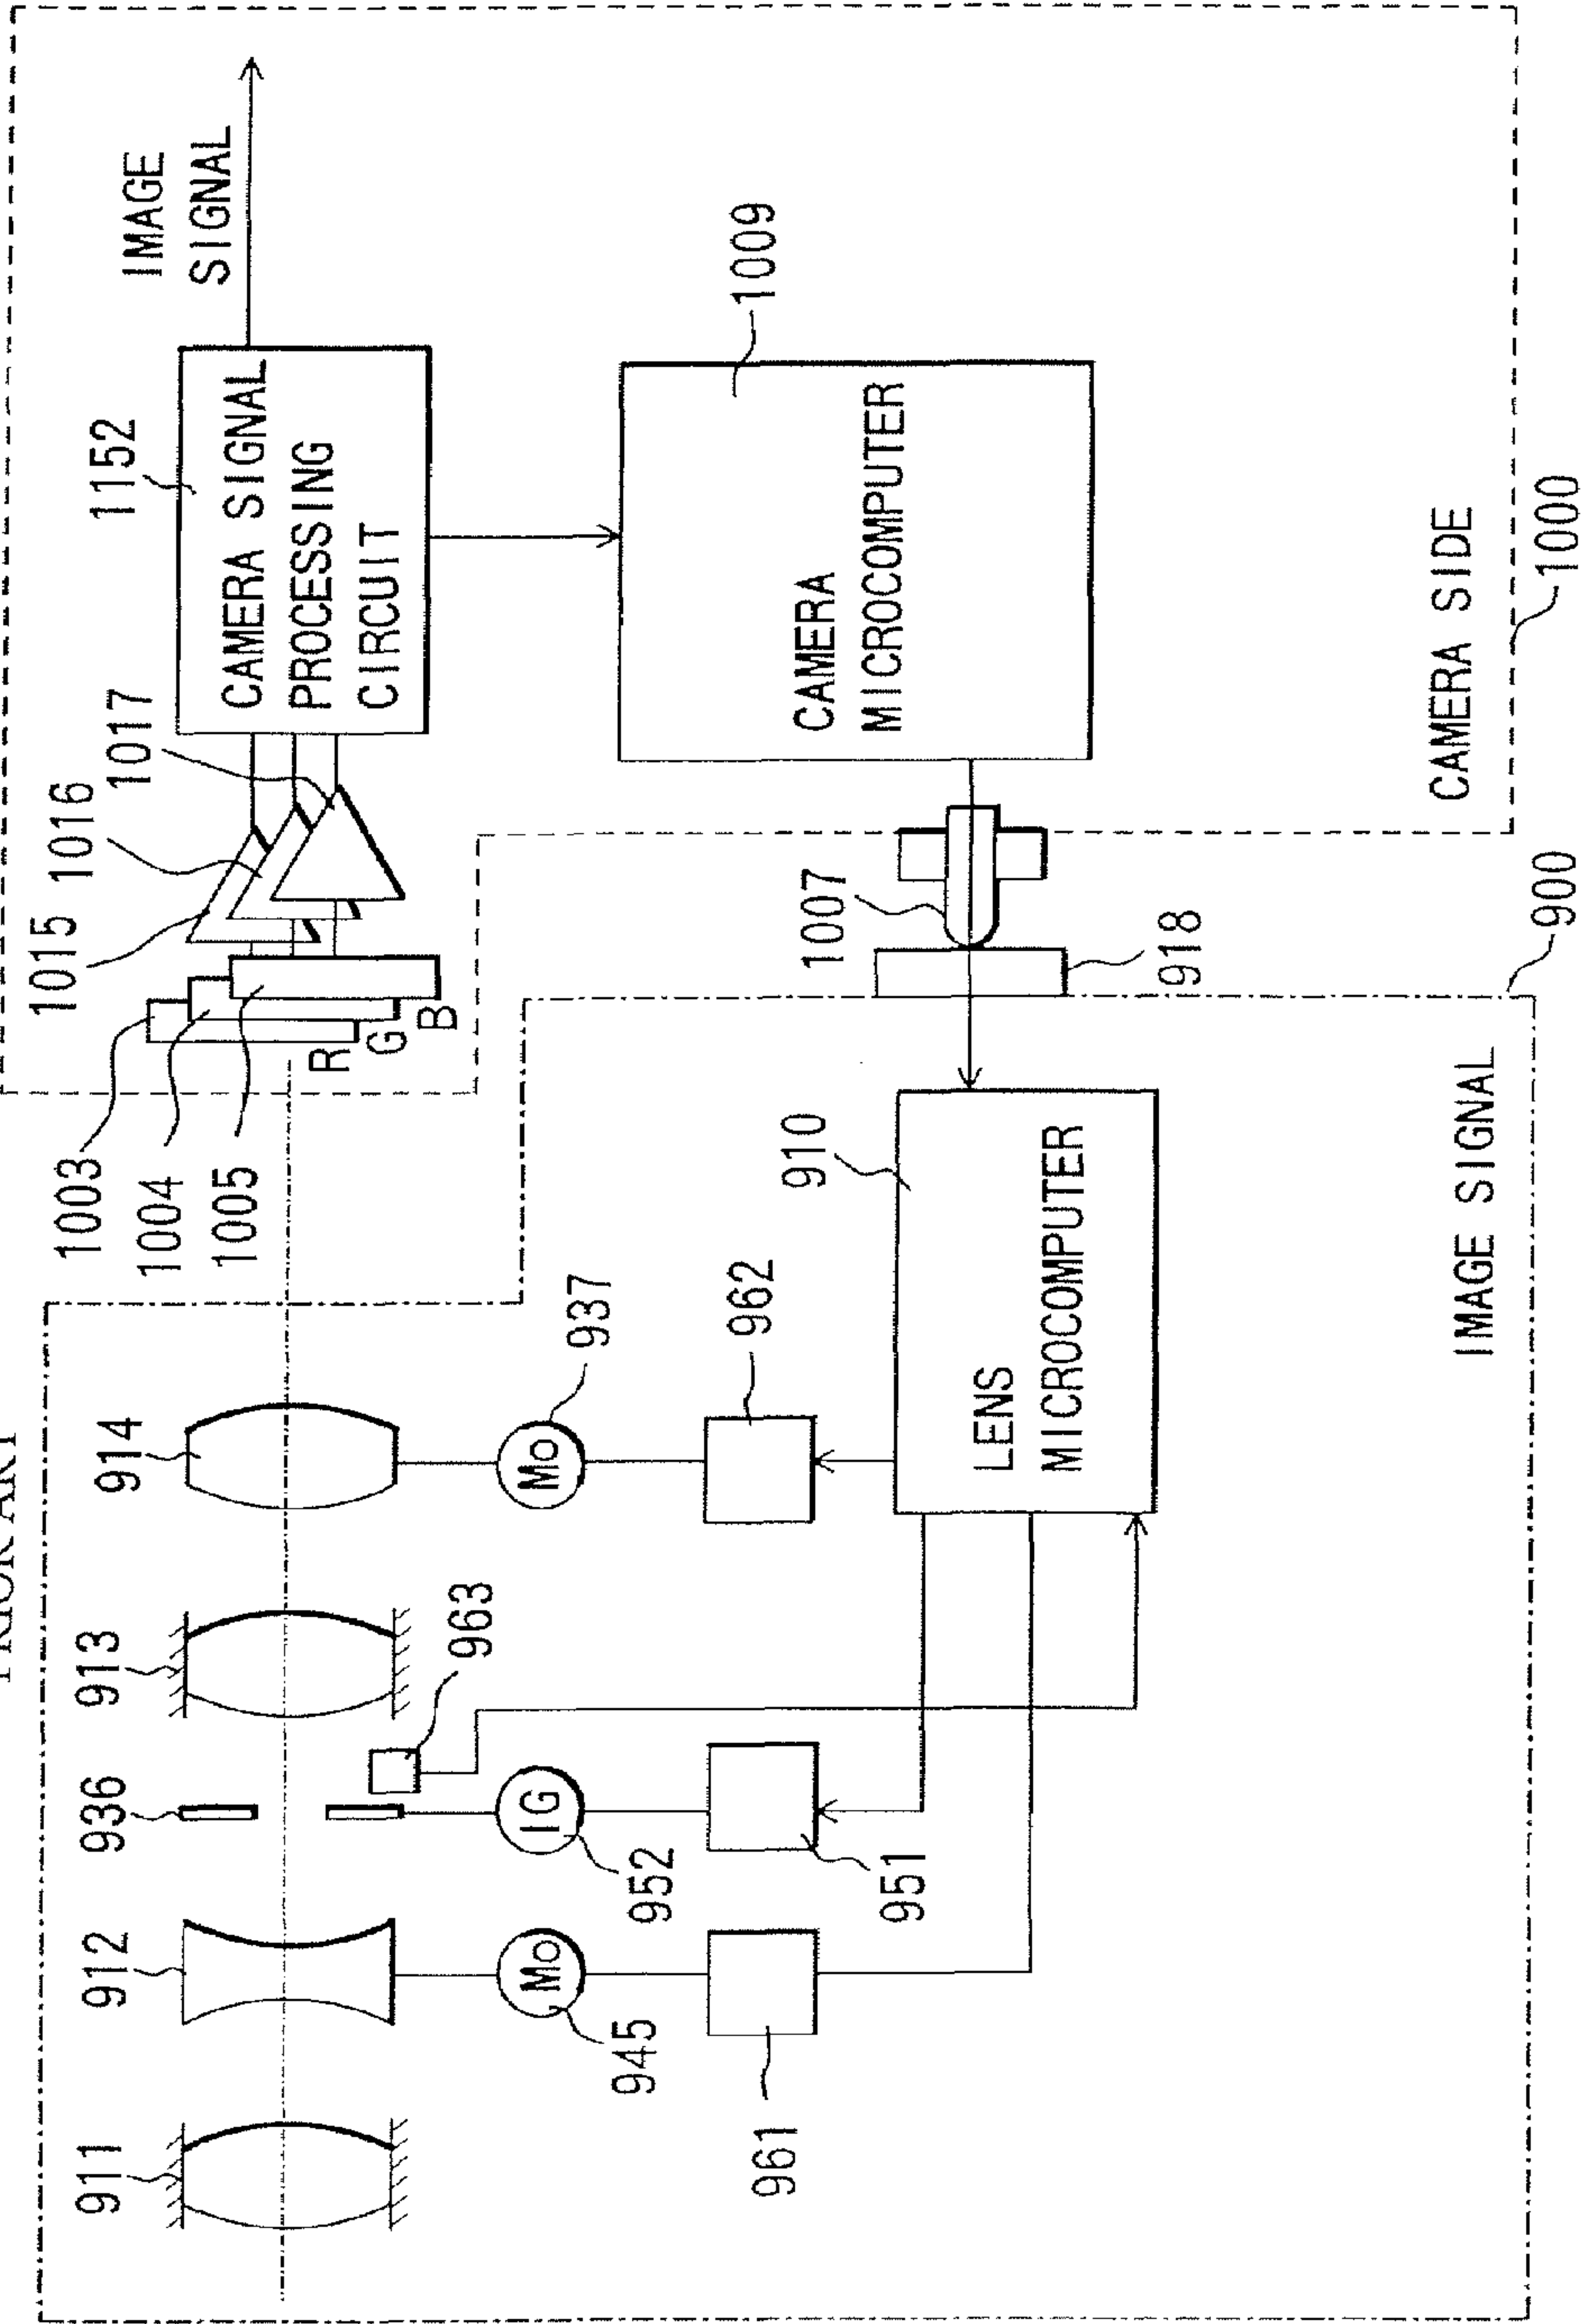 PRIOR ART
911
912
936
913
914
1003
1004
1005
R
G
B
1015
1016
1017
1152
CAMERA SIGNAL
PROCESSING
CIRCUIT
IMAGE
SIGNAL
963
Mo
945
IG
952
Mo
937
961
951
962
910
LENS
MICROCOMPUTER
918
1007
CAMERA
MICROCOMPUTER
1009
IMAGE SIGNAL
900
CAMERA SIDE
1000